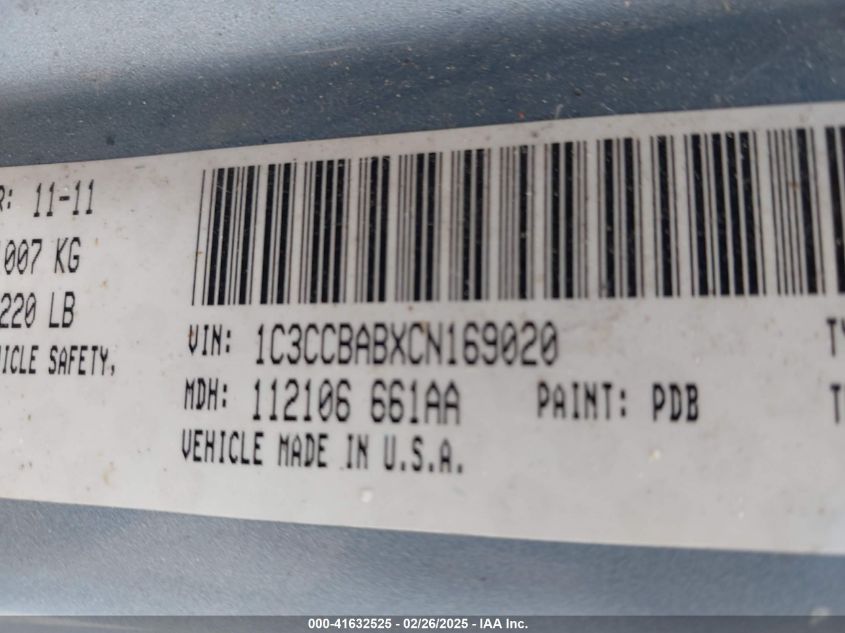 R: 11-11
007 KG
220 LB
HICLE SAFETY,
VIN: 1C3CCBABXCN169020
MDH: 112106 661AA PAINT: PDB
VEHICLE MADE IN U.S.A.
000-41632525 - 02/26/2025 - IAA Inc.